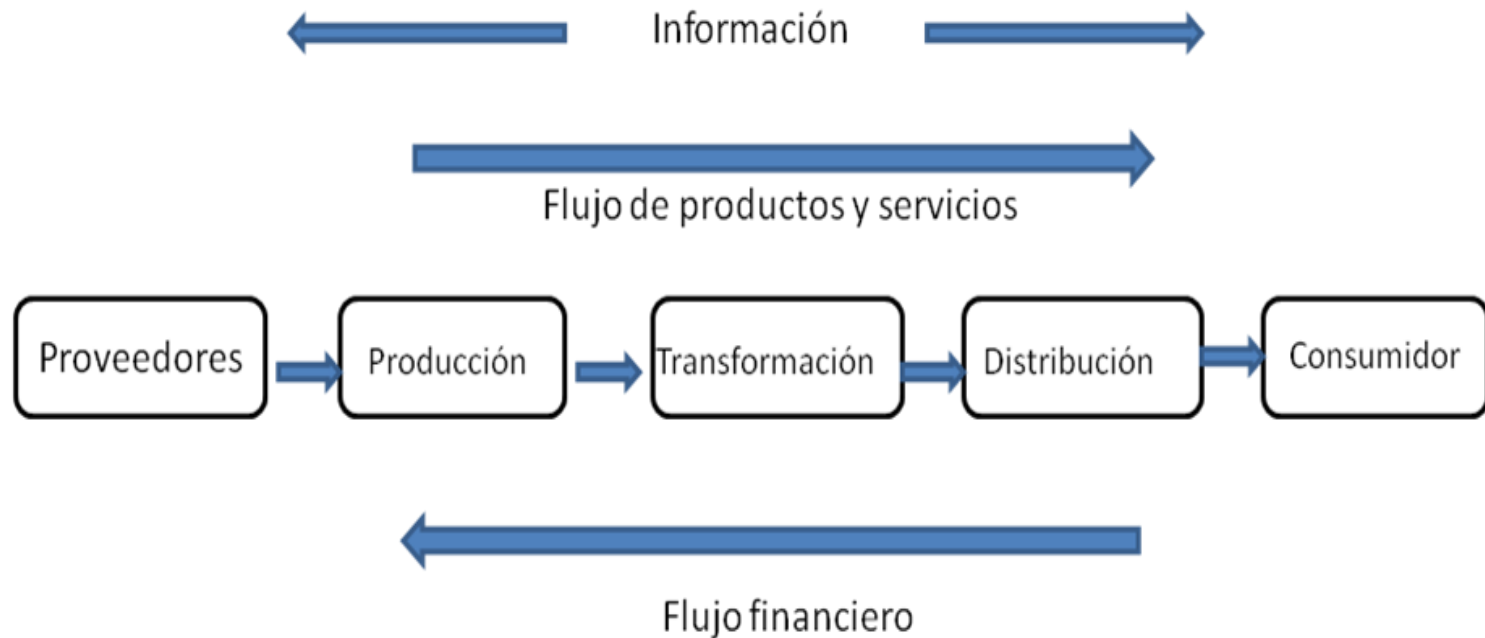 Información
Flujo de productos y servicios
Proveedores
Producción
Transformación
Distribución
Consumidor
Flujo financiero